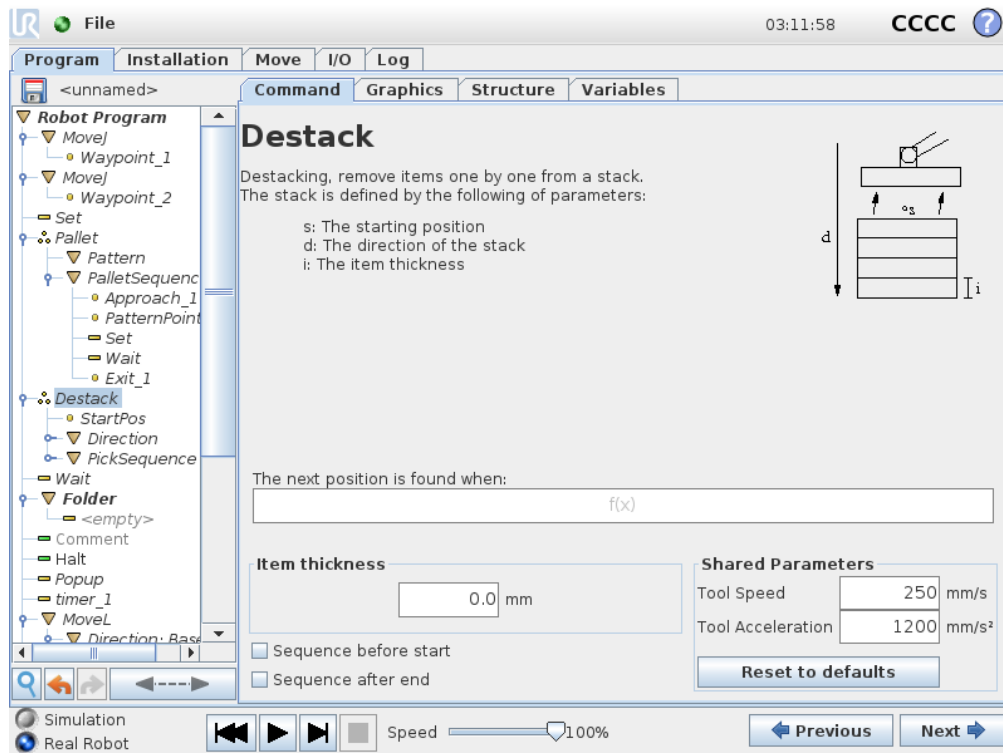 UR File 03:11:58 CCCC ?
Program Installation Move I/O Log
<unnamed>
Command Graphics Structure Variables
Robot Program
MoveJ
Waypoint_1
MoveJ
Waypoint_2
Set
Pallet
Pattern
PalletSequenc
Approach_1
PatternPoint
Set
Wait
Exit_1
Destack
StartPos
Direction
PickSequence
Wait
Folder
<empty>
Comment
Halt
Popup
timer_1
MoveL
Direction: Base
Destack
Destacking, remove items one by one from a stack.
The stack is defined by the following of parameters:
s: The starting position
d: The direction of the stack
i: The item thickness
s
d
i
The next position is found when:
f(x)
Item thickness
0.0 mm
Sequence before start
Sequence after end
Shared Parameters
Tool Speed 250 mm/s
Tool Acceleration 1200 mm/s²
Reset to defaults
Simulation
Real Robot
Speed 100%
Previous Next